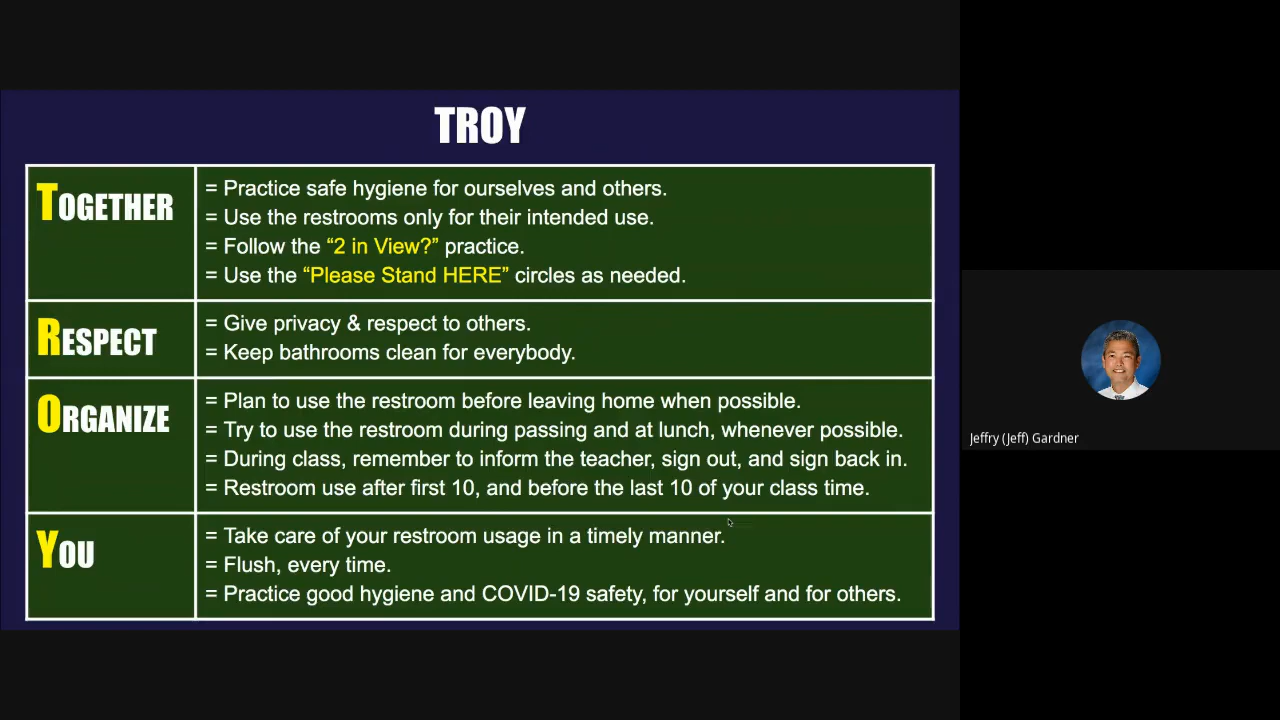 TROY
TOGETHER
= Practice safe hygiene for ourselves and others.
= Use the restrooms only for their intended use.
= Follow the “2 in View?” practice.
= Use the “Please Stand HERE” circles as needed.
RESPECT
= Give privacy & respect to others.
= Keep bathrooms clean for everybody.
ORGANIZE
= Plan to use the restroom before leaving home when possible.
= Try to use the restroom during passing and at lunch, whenever possible.
= During class, remember to inform the teacher, sign out, and sign back in.
= Restroom use after first 10, and before the last 10 of your class time.
YOU
= Take care of your restroom usage in a timely manner.
= Flush, every time.
= Practice good hygiene and COVID-19 safety, for yourself and for others.
Jeffry (Jeff) Gardner